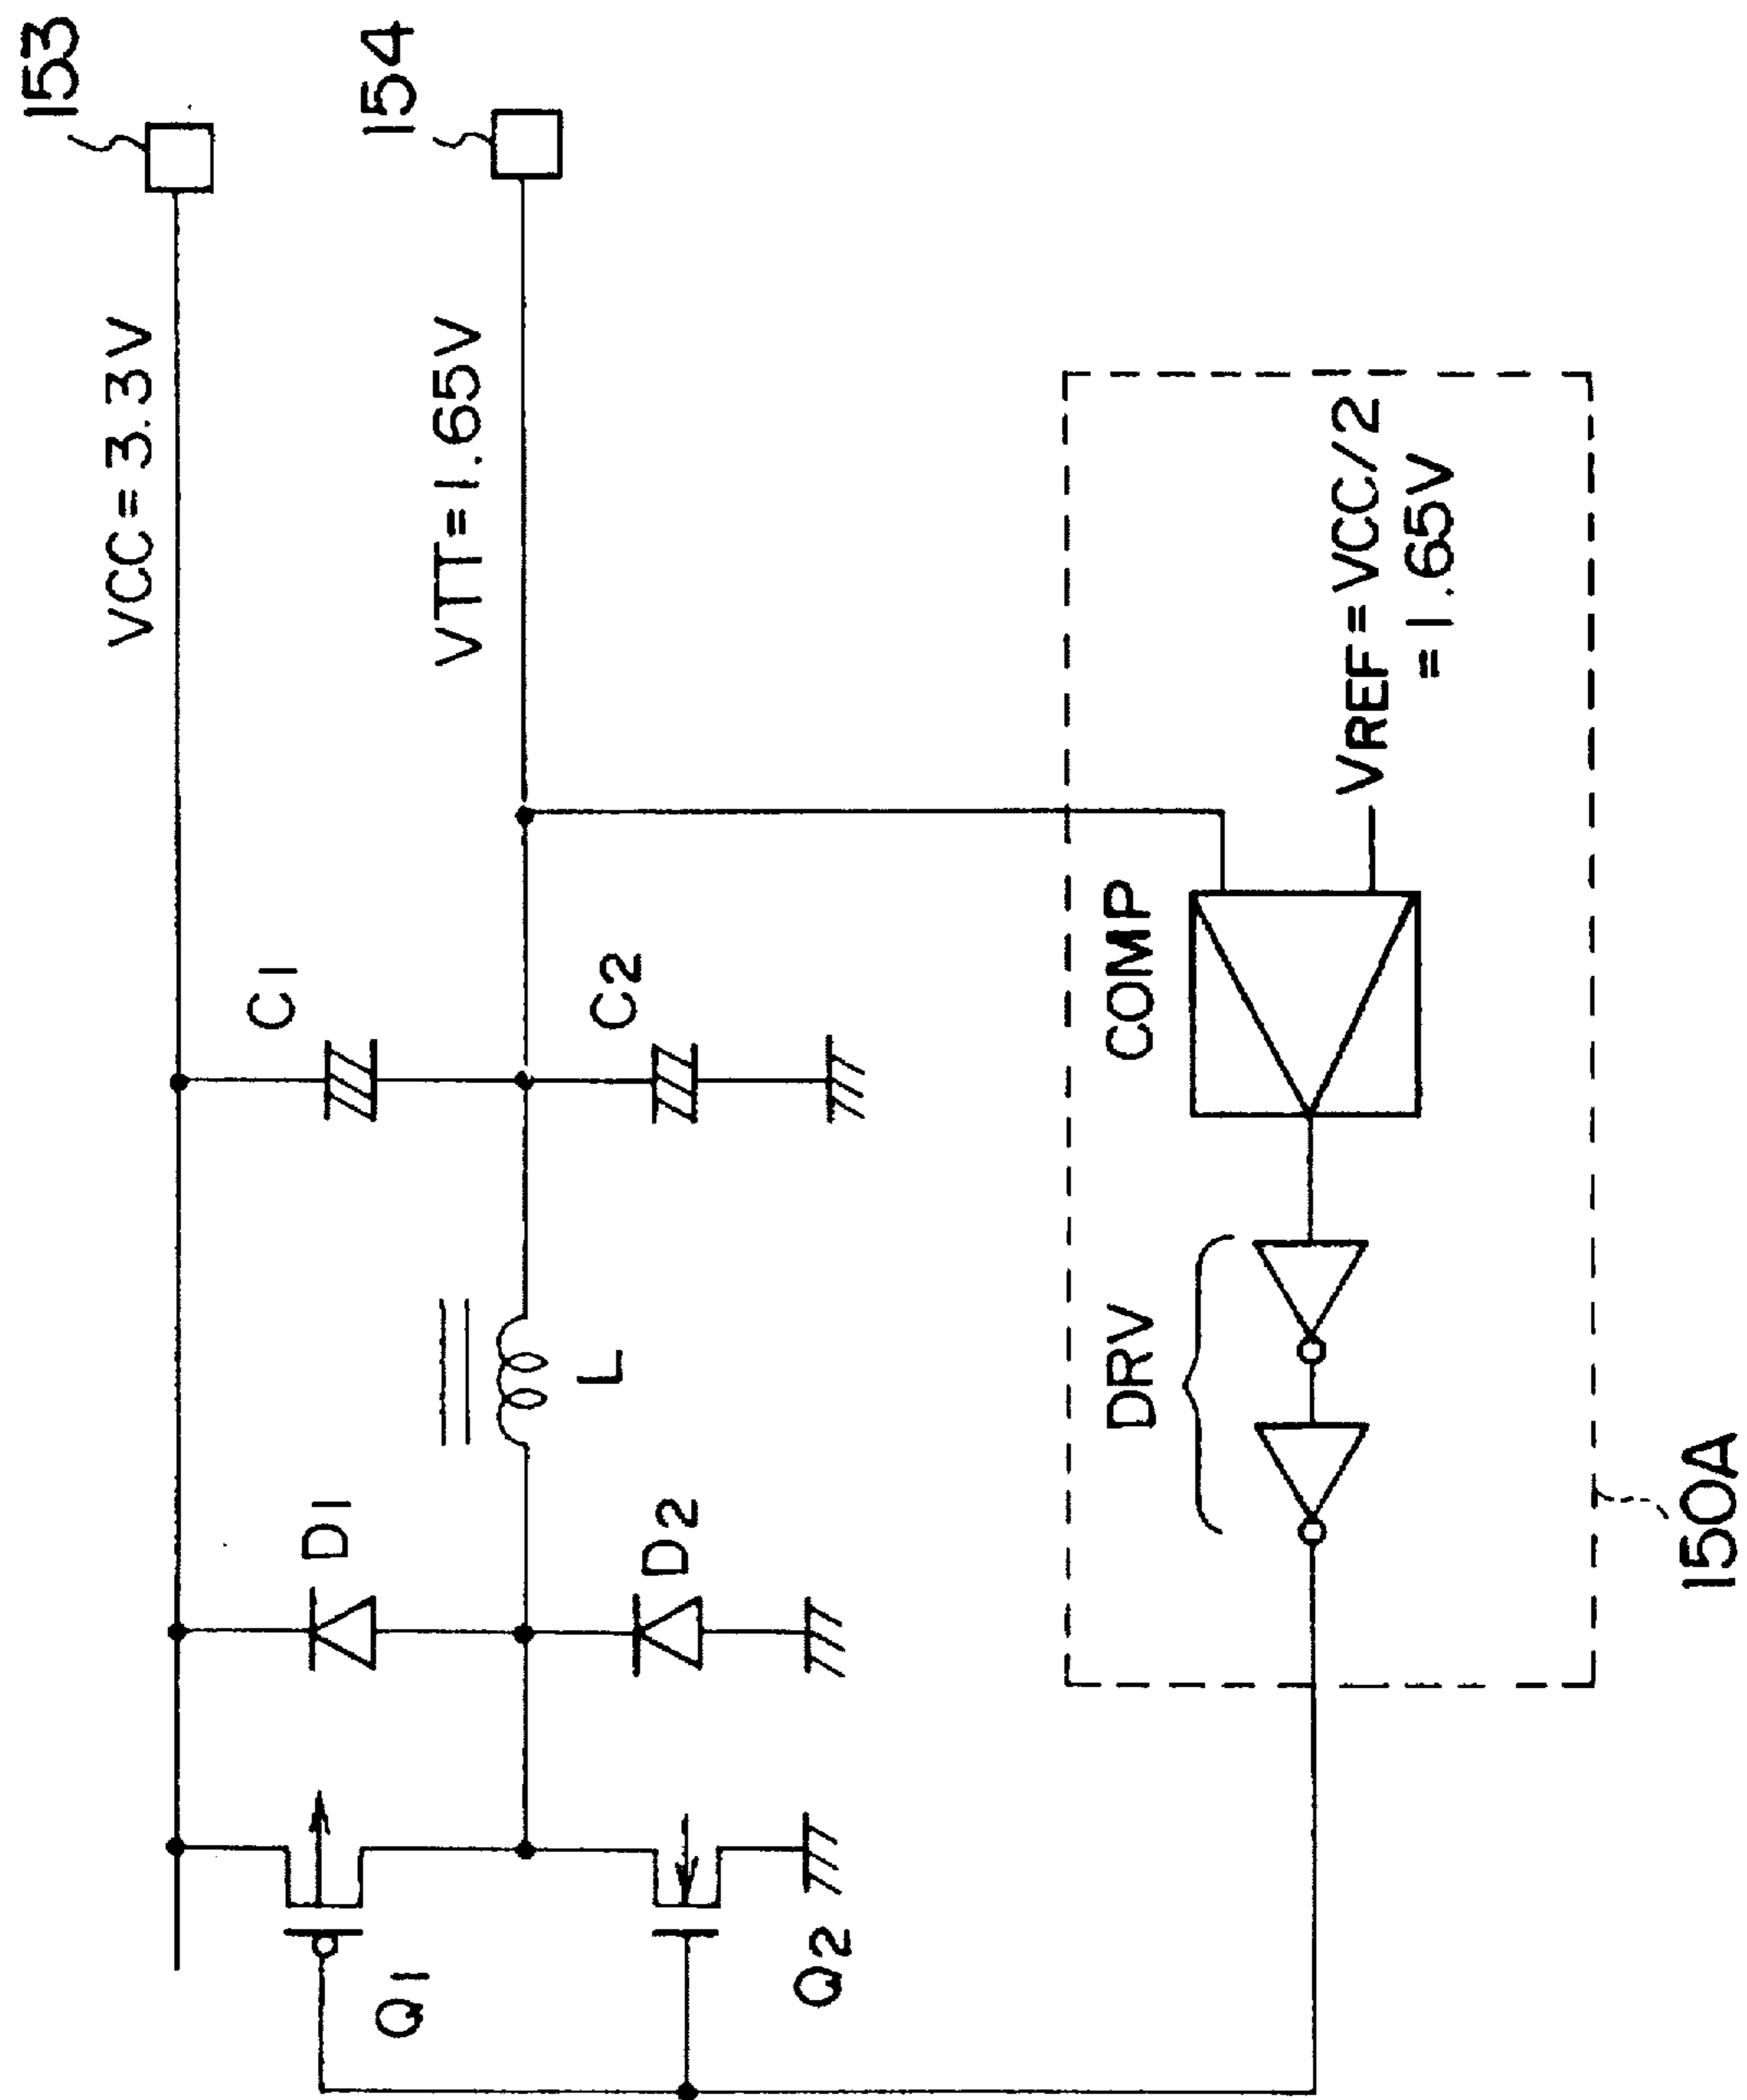 153
VCC=3.3V
154
VTT=1.65V
C1
C2
D1
D2
L
Q1
Q2
COMP
DRV
VREF=VCC/2
=1.65V
150A